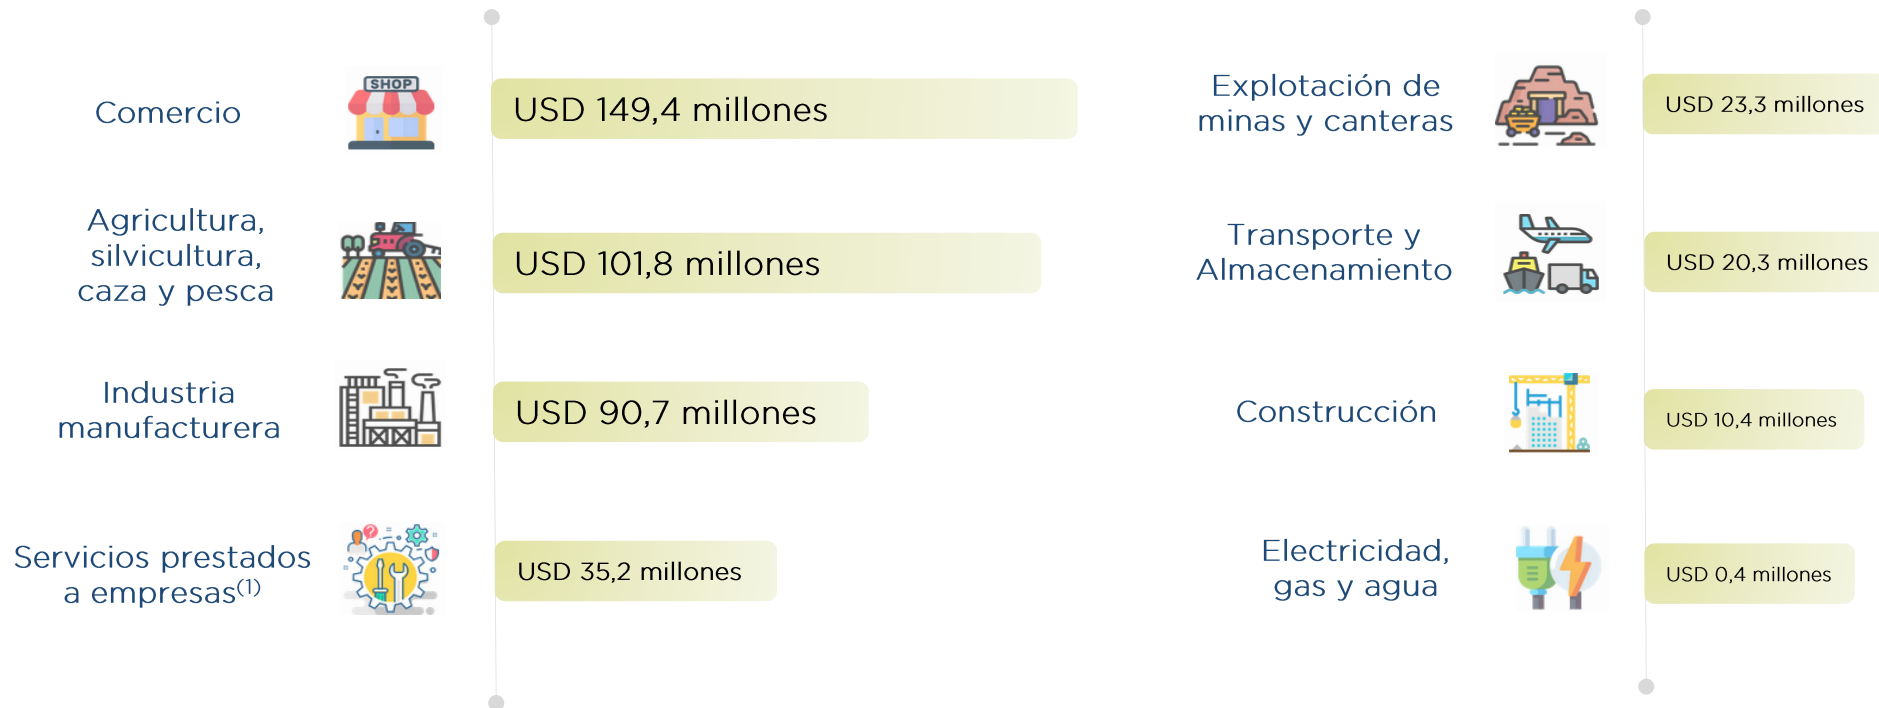 Comercio
SHOP
USD 149,4 millones
Agricultura,
silvicultura,
caza y pesca
USD 101,8 millones
Industria
manufacturera
USD 90,7 millones
Servicios prestados
a empresas(1)
?
USD 35,2 millones
Explotación de
minas y canteras
USD 23,3 millones
Transporte y
Almacenamiento
USD 20,3 millones
Construcción
USD 10,4 millones
Electricidad,
gas y agua
USD 0,4 millones